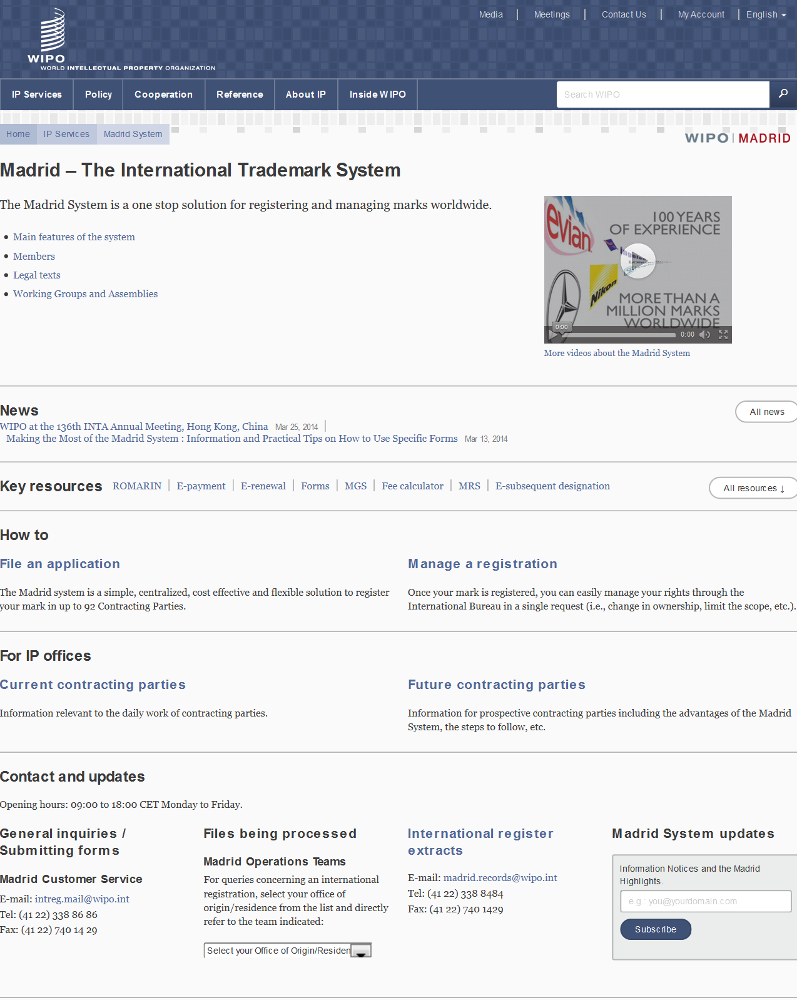 Media
Meetings
Contact Us
My Account
English
WIPO
WORLD INTELLECTUAL PROPERTY ORGANIZATION
IP Services
Policy
Cooperation
Reference
About IP
Inside WIPO
Search WIPO
Home
IP Services
Madrid System
WIPO | MADRID
Madrid – The International Trademark System
The Madrid System is a one stop solution for registering and managing marks worldwide.
• Main features of the system
• Members
• Legal texts
• Working Groups and Assemblies
evian
100 YEARS
OF EXPERIENCE
Nikon
MORE THAN A
MILLION MARKS
WORLDWIDE
0:00
0:00
More videos about the Madrid System
News
All news
WIPO at the 136th INTA Annual Meeting, Hong Kong, China Mar 25, 2014
Making the Most of the Madrid System : Information and Practical Tips on How to Use Specific Forms Mar 13, 2014
Key resources
ROMARIN
E-payment
E-renewal
Forms
MGS
Fee calculator
MRS
E-subsequent designation
All resources ↓
How to
File an application
The Madrid system is a simple, centralized, cost effective and flexible solution to register
your mark in up to 92 Contracting Parties.
Manage a registration
Once your mark is registered, you can easily manage your rights through the
International Bureau in a single request (i.e., change in ownership, limit the scope, etc.).
For IP offices
Current contracting parties
Information relevant to the daily work of contracting parties.
Future contracting parties
Information for prospective contracting parties including the advantages of the Madrid
System, the steps to follow, etc.
Contact and updates
Opening hours: 09:00 to 18:00 CET Monday to Friday.
General inquiries /
Submitting forms
Madrid Customer Service
E-mail: intreg.mail@wipo.int
Tel: (41 22) 338 86 86
Fax: (41 22) 740 14 29
Files being processed
Madrid Operations Teams
For queries concerning an international
registration, select your office of
origin/residence from the list and directly
refer to the team indicated:
Select your Office of Origin/Residen
International register
extracts
E-mail: madrid.records@wipo.int
Tel: (41 22) 338 8484
Fax: (41 22) 740 1429
Madrid System updates
Information Notices and the Madrid
Highlights.
e.g.: you@yourdomain.com
Subscribe